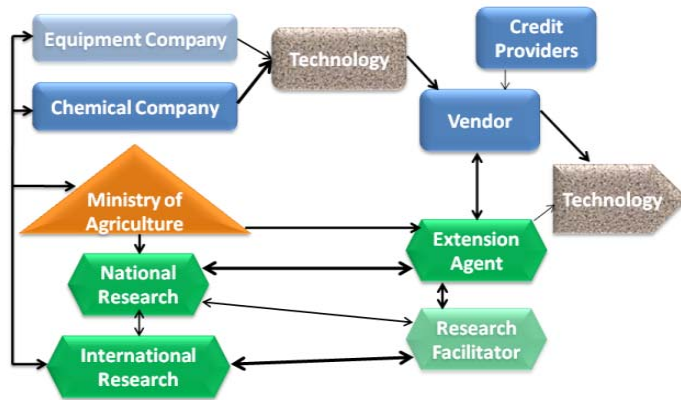 Equipment Company
Credit
Providers
Technology
Chemical Company
Vendor
Ministry of
Agriculture
Technology
Extension
Agent
National
Research
Research
Facilitator
International
Research